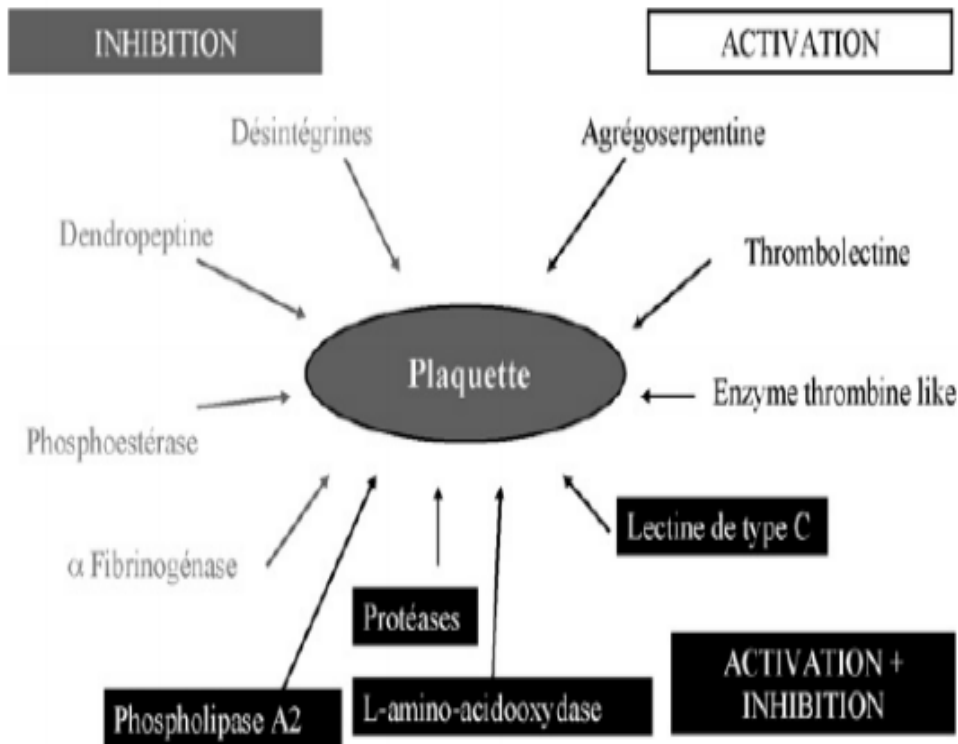 INHIBITION
ACTIVATION
Désintégrines
Agrégoserpentine
Dendropeptine
Thrombolectine
Plaquette
Enzyme thrombine like
Phosphoestérase
Lectine de type C
α Fibrinogénase
Protéases
ACTIVATION +
INHIBITION
Phospholipase A2
L-amino-acidooxydase